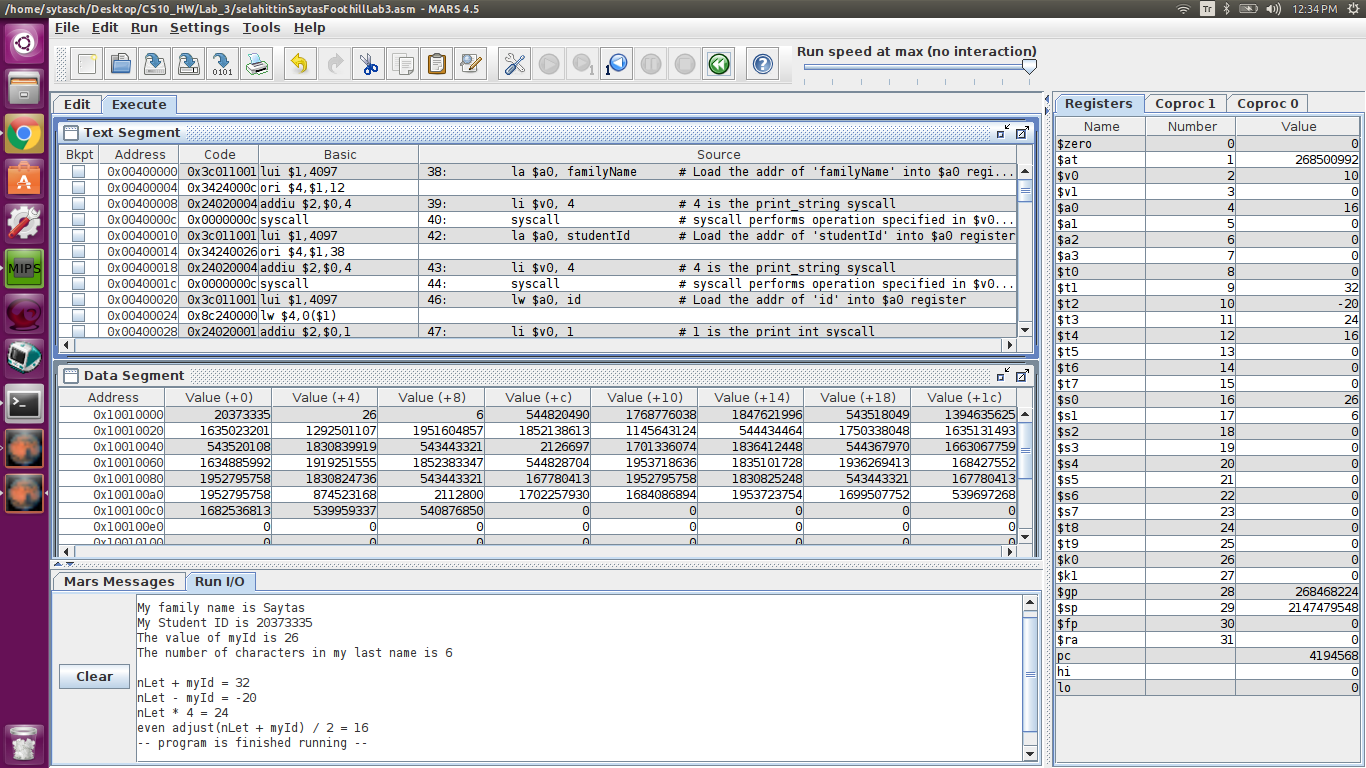 /home/sytasch/Desktop/CS10_HW/Lab_3/selahittinSaytasFoothillLab3.asm - MARS 4.5
Tr
12:34 PM
File Edit Run Settings Tools Help
Run speed at max (no interaction)
Edit Execute
Text Segment
Bkpt Address Code Basic Source
0x00400000 0x3c011001 lui $1,4097 38: la $a0, familyName # Load the addr of 'familyName' into $a0 regi...
0x00400004 0x3424000c ori $4,$1,12
0x00400008 0x24020004 addiu $2,$0,4 39: li $v0, 4 # 4 is the print_string syscall
0x0040000c 0x0000000c syscall 40: syscall # syscall performs operation specified in $v0...
0x00400010 0x3c011001 lui $1,4097 42: la $a0, studentId # Load the addr of 'studentId' into $a0 register
0x00400014 0x34240026 ori $4,$1,38
0x00400018 0x24020004 addiu $2,$0,4 43: li $v0, 4 # 4 is the print_string syscall
0x0040001c 0x0000000c syscall 44: syscall # syscall performs operation specified in $v0...
0x00400020 0x3c011001 lui $1,4097 46: lw $a0, id # Load the addr of 'id' into $a0 register
0x00400024 0x8c240000 lw $4,0($1)
0x00400028 0x24020001 addiu $2,$0,1 47: li $v0, 1 # 1 is the print int syscall
Data Segment
Address Value (+0) Value (+4) Value (+8) Value (+c) Value (+10) Value (+14) Value (+18) Value (+1c)
0x10010000 20373335 26 6 544820490 1768776038 1847621996 543518049 1394635625
0x10010020 1635023201 1292501107 1951604857 1852138613 1145643124 544434464 1750338048 1635131493
0x10010040 543520108 1830839919 543443321 2126697 1701336074 1836412448 544367970 1663067759
0x10010060 1634885992 1919251555 1852383347 544828704 1953718636 1835101728 1936269413 168427552
0x10010080 1952795758 1830824736 543443321 167780413 1952795758 1830825248 543443321 167780413
0x100100a0 1952795758 874523168 2112800 1702257930 1684086894 1953723754 1699507752 539697268
0x100100c0 1682536813 539959337 540876850 0 0 0 0 0
0x100100e0 0 0 0 0 0 0 0 0
0x10010100 0 0 0 0 0 0 0 0
Mars Messages Run I/O
Clear
My family name is Saytas
My Student ID is 20373335
The value of myId is 26
The number of characters in my last name is 6
nLet + myId = 32
nLet - myId = -20
nLet * 4 = 24
even adjust(nLet + myId) / 2 = 16
-- program is finished running --
Registers Coproc 1 Coproc 0
Name Number Value
$zero 0 0
$at 1 268500992
$v0 2 10
$v1 3 0
$a0 4 16
$a1 5 0
$a2 6 0
$a3 7 0
$t0 8 0
$t1 9 32
$t2 10 -20
$t3 11 24
$t4 12 16
$t5 13 0
$t6 14 0
$t7 15 0
$s0 16 26
$s1 17 6
$s2 18 0
$s3 19 0
$s4 20 0
$s5 21 0
$s6 22 0
$s7 23 0
$t8 24 0
$t9 25 0
$k0 26 0
$k1 27 0
$gp 28 268468224
$sp 29 2147479548
$fp 30 0
$ra 31 0
pc 4194568
hi 0
lo 0
MIPS